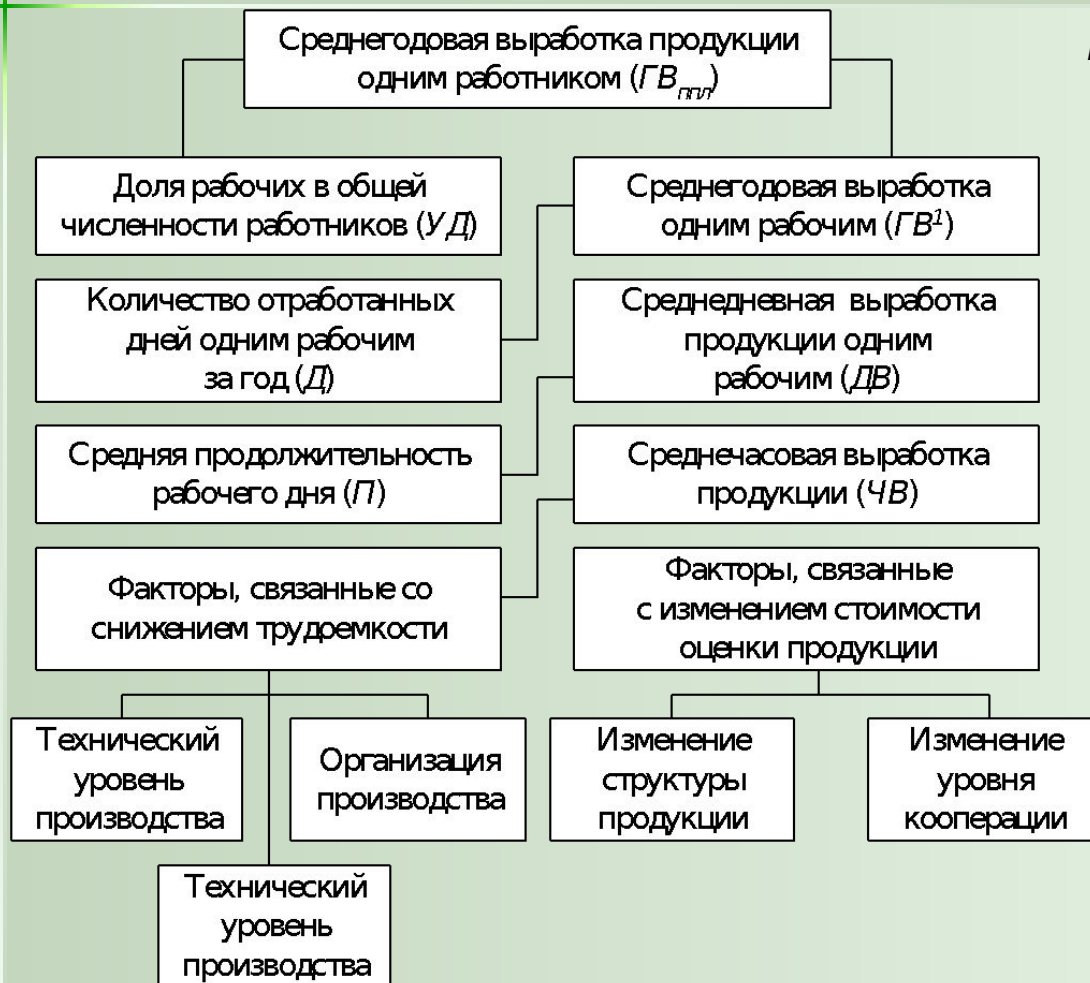 Среднегодовая выработка продукции
одним работником (ГВппл)
Доля рабочих в общей
численности работников (УД)
Среднегодовая выработка
одним рабочим (ГВ¹)
Количество отработанных
дней одним рабочим
за год (Д)
Среднедневная выработка
продукции одним
рабочим (ДВ)
Средняя продолжительность
рабочего дня (П)
Среднечасовая выработка
продукции (ЧВ)
Факторы, связанные со
снижением трудоемкости
Факторы, связанные
с изменением стоимости
оценки продукции
Технический
уровень
производства
Организация
производства
Изменение
структуры
продукции
Изменение
уровня
кооперации
Технический
уровень
производства